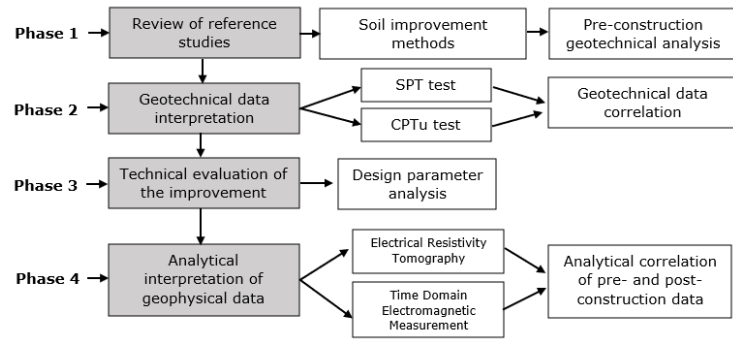 Phase 1
Review of reference
studies
Soil improvement
methods
Pre-construction
geotechnical analysis
Phase 2
Geotechnical data
interpretation
SPT test
CPTu test
Geotechnical data
correlation
Phase 3
Technical evaluation of
the improvement
Design parameter
analysis
Phase 4
Analytical
interpretation of
geophysical data
Electrical Resistivity
Tomography
Time Domain
Electromagnetic
Measurement
Analytical correlation
of pre- and post-
construction data